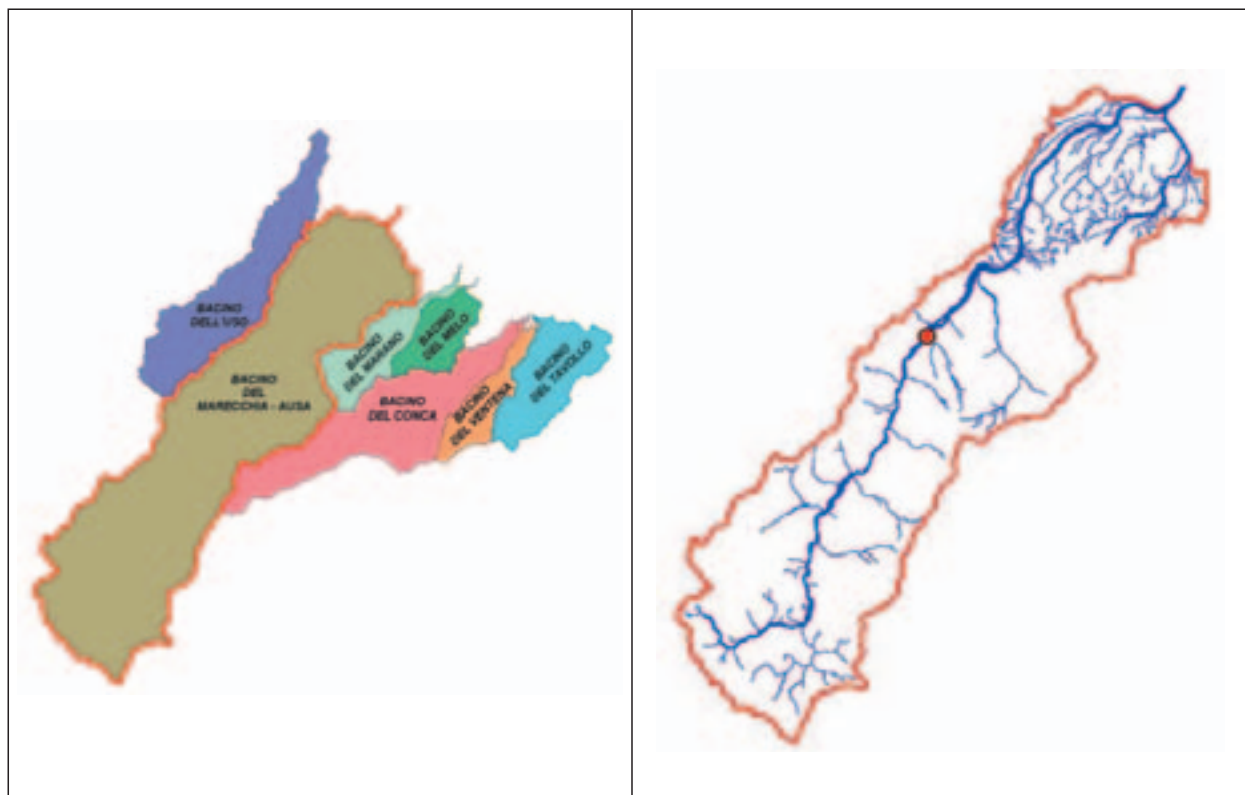 BACINO
DELL'USO
BACINO
DEL
MARECCHIA - AUSA
BACINO
DEL MARANO
BACINO
DEL MELO
BACINO
DEL CONCA
BACINO
DEL VENTENA
BACINO
DEL TAVOLLO